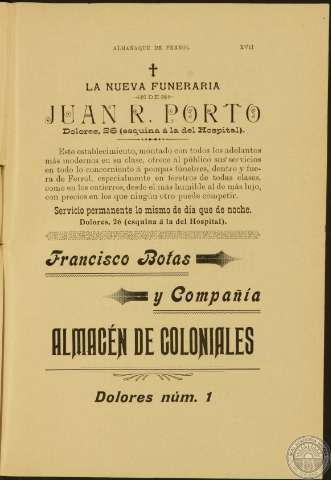 ALMANAQUE DE FERROL XVII
LA NUEVA FUNERARIA
DE
JUAN R. PORTO
Dolores, 26 (esquina á la del Hospital).
Este establecimiento, montado con todos los adelantos
más modernos en su clase, ofrece al público sus servicios
en todo lo concerniente á pompas fúnebres, dentro y fue-
ra de Ferrol, especialmente en féretros de todas clases,
como en los entierros, desde el más humilde al de más lujo,
con precios en los que ningún otro puede competir.
Servicio permanente lo mismo de día que de noche.
Dolores, 26 (esquina á la del Hospital).
Francisco Botas
y Compañía
ALMACÉN DE COLONIALES
Dolores núm. 1